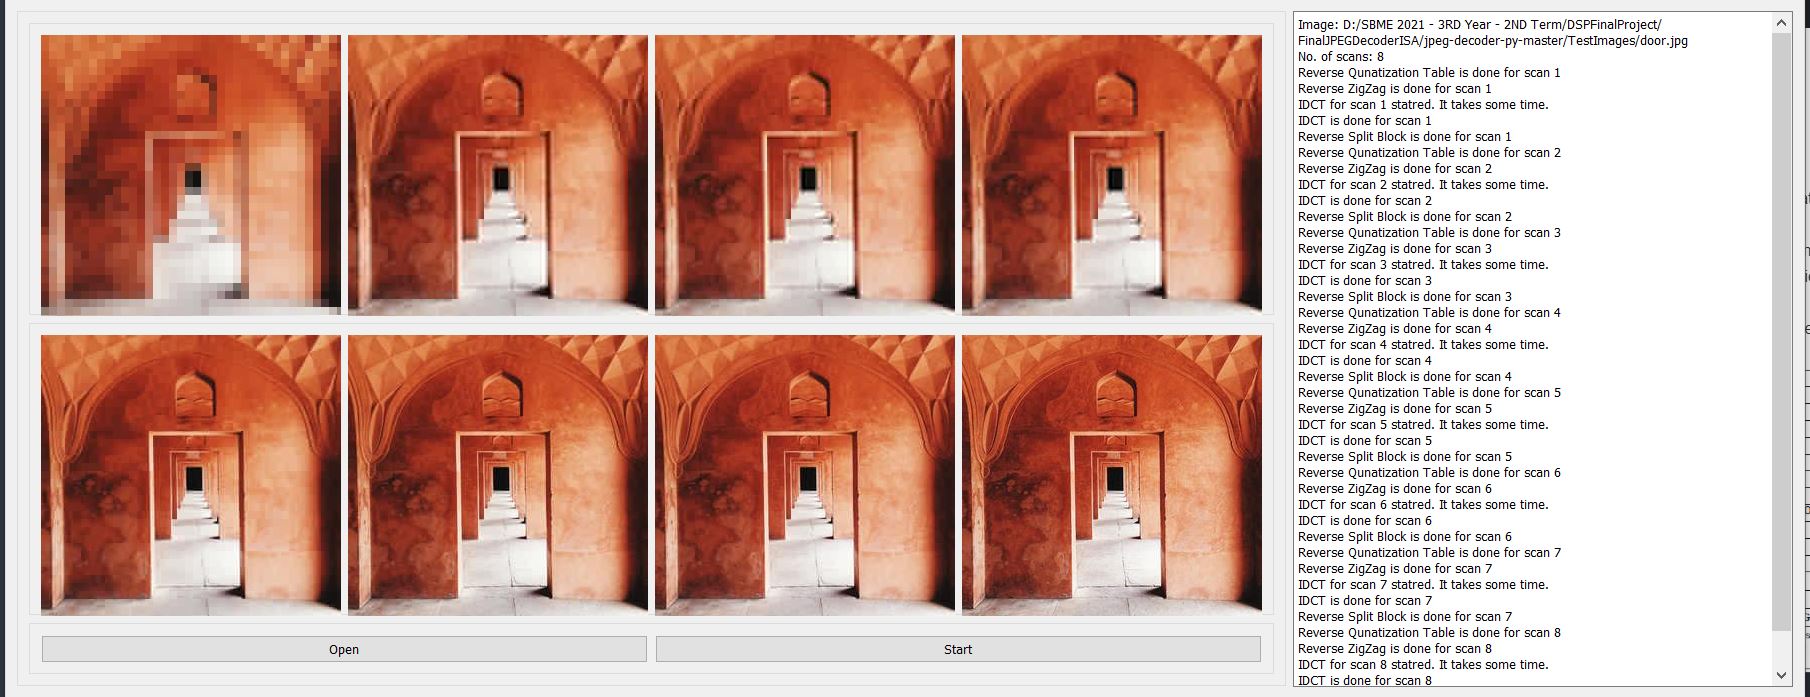 Image: D:/SBME 2021 - 3RD Year - 2ND Term/DSPFinalProject/
FinalJPEGDecoderISA/jpeg-decoder-py-master/TestImages/door.jpg
No. of scans: 8
Reverse Qunatization Table is done for scan 1
Reverse ZigZag is done for scan 1
IDCT for scan 1 statred. It takes some time.
IDCT is done for scan 1
Reverse Split Block is done for scan 1
Reverse Qunatization Table is done for scan 2
Reverse ZigZag is done for scan 2
IDCT for scan 2 statred. It takes some time.
IDCT is done for scan 2
Reverse Split Block is done for scan 2
Reverse Qunatization Table is done for scan 3
Reverse ZigZag is done for scan 3
IDCT for scan 3 statred. It takes some time.
IDCT is done for scan 3
Reverse Split Block is done for scan 3
Reverse Qunatization Table is done for scan 4
Reverse ZigZag is done for scan 4
IDCT for scan 4 statred. It takes some time.
IDCT is done for scan 4
Reverse Split Block is done for scan 4
Reverse Qunatization Table is done for scan 5
Reverse ZigZag is done for scan 5
IDCT for scan 5 statred. It takes some time.
IDCT is done for scan 5
Reverse Split Block is done for scan 5
Reverse Qunatization Table is done for scan 6
Reverse ZigZag is done for scan 6
IDCT for scan 6 statred. It takes some time.
IDCT is done for scan 6
Reverse Split Block is done for scan 6
Reverse Qunatization Table is done for scan 7
Reverse ZigZag is done for scan 7
IDCT for scan 7 statred. It takes some time.
IDCT is done for scan 7
Reverse Split Block is done for scan 7
Reverse Qunatization Table is done for scan 8
Reverse ZigZag is done for scan 8
IDCT for scan 8 statred. It takes some time.
IDCT is done for scan 8
Open
Start